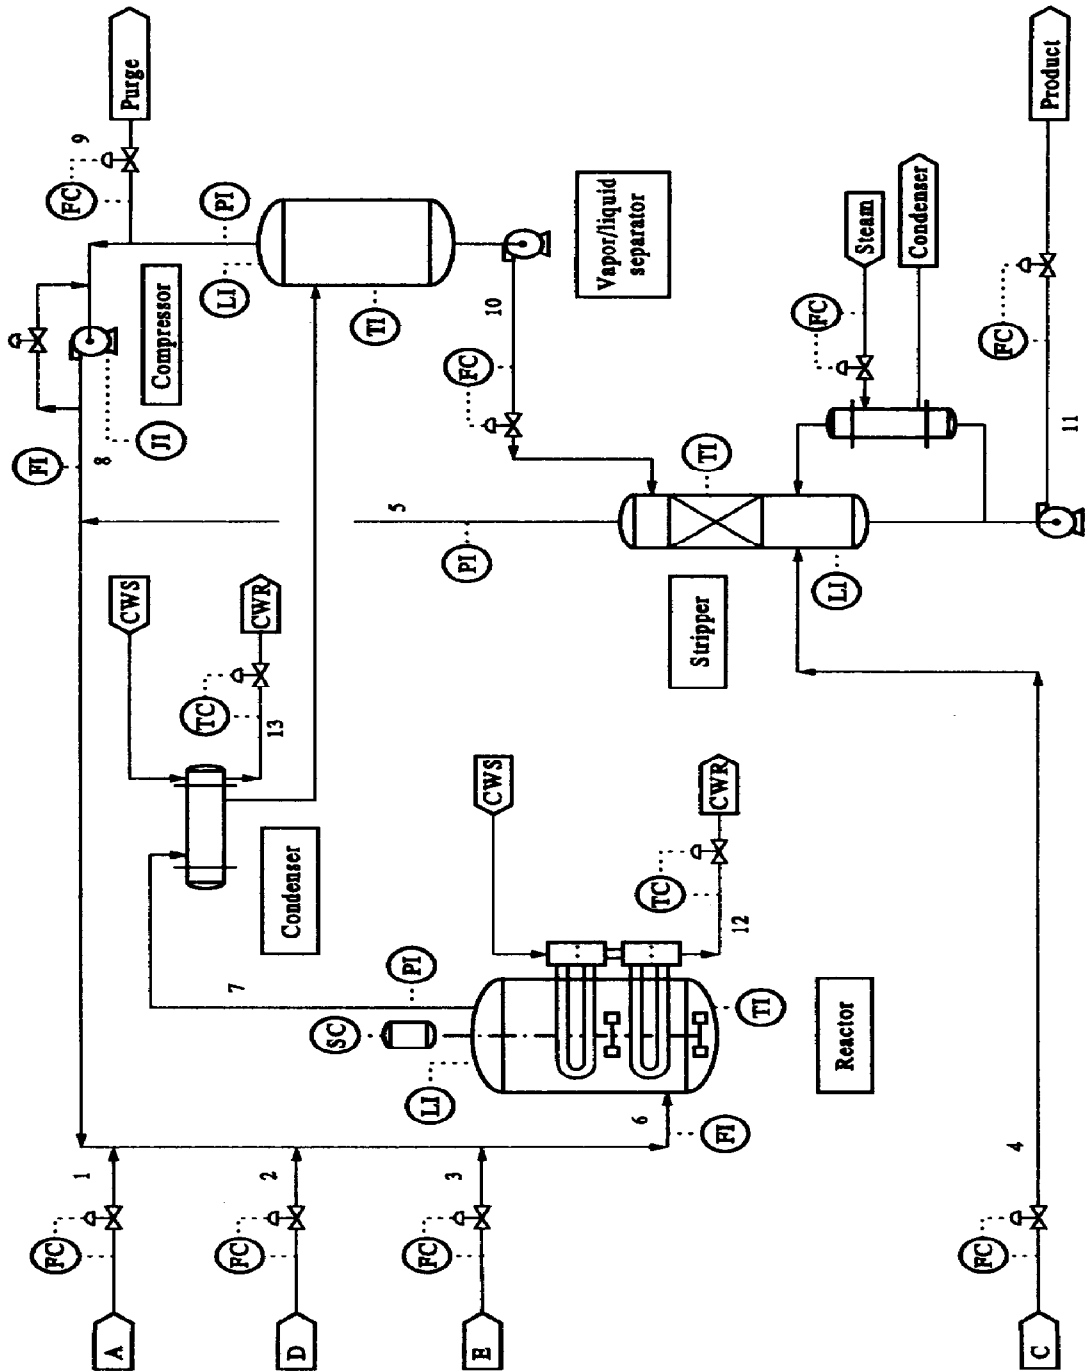 FI
FC
1
FC
9
8
A
CWS
Purge
JI
Compressor
TC
7
LI
PI
FC
2
13
CWR
D
Condenser
SC
TI
5
PI
FC
LI
3
PI
FC
E
CWS
10
Vapor/liquid
separator
6
TC
Stripper
CWR
TI
FI
12
TI
FC
LI
Reactor
Steam
Condenser
FC
FC
4
C
Product
11